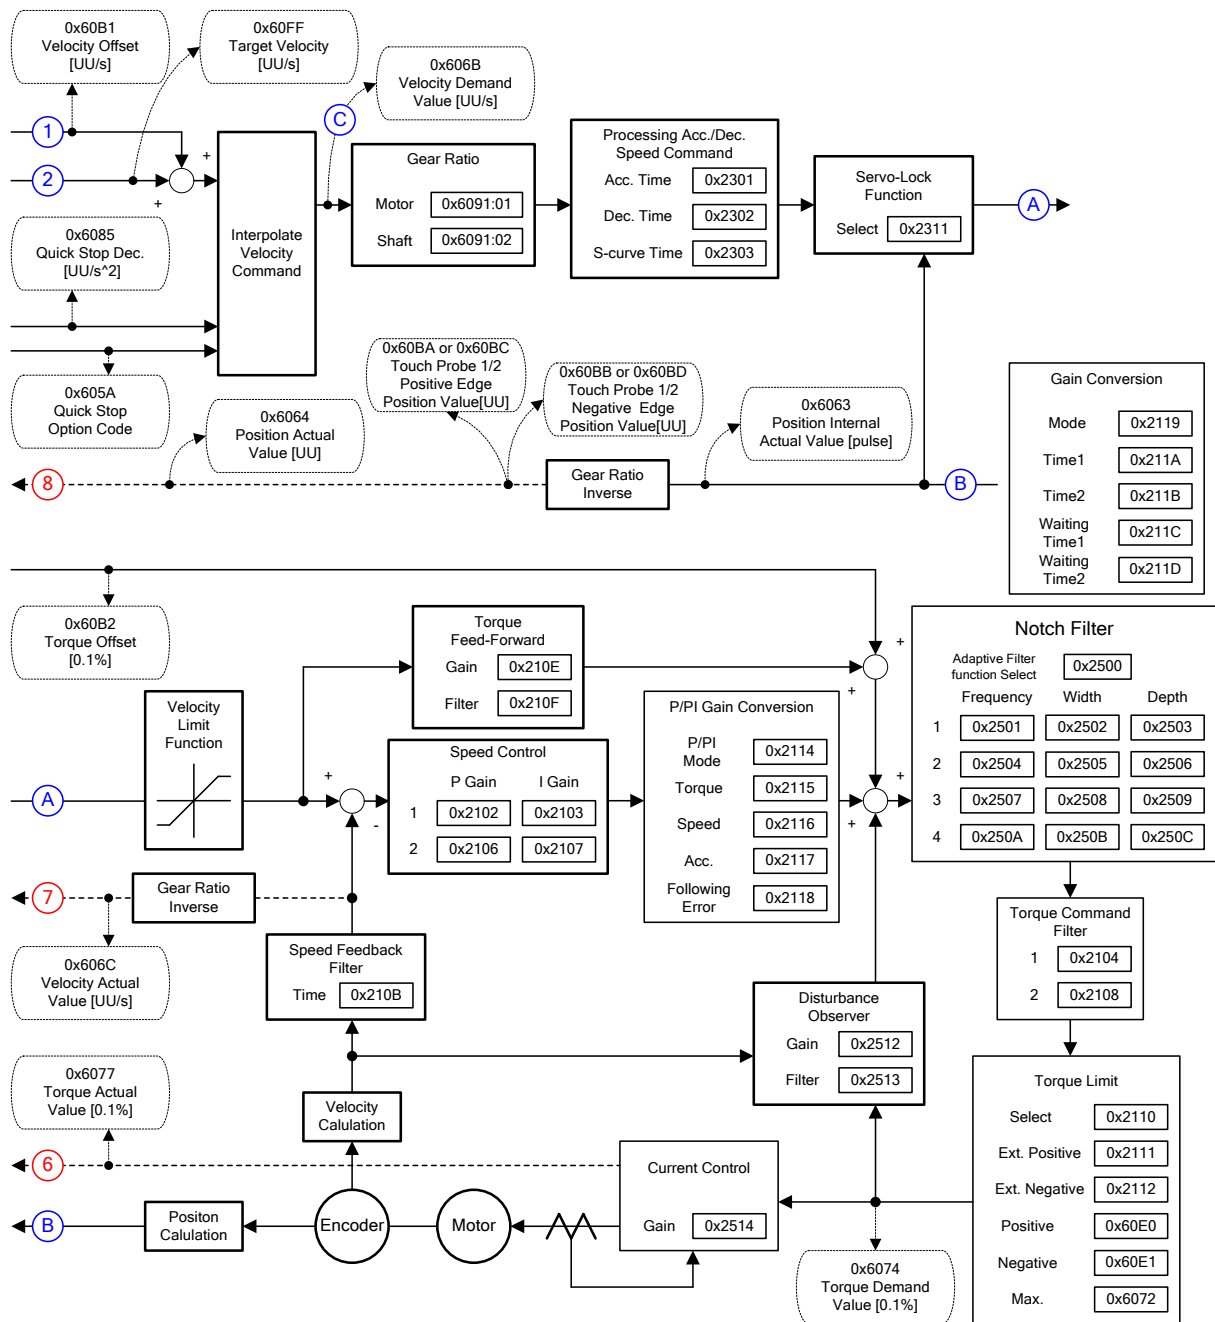 0x60B1
Velocity Offset
[UU/s]
0x60FF
Target Velocity
[UU/s]
0x606B
Velocity Demand
Value [UU/s]
1
C
2
+
+
Interpolate
Velocity
Command
Gear Ratio
Motor 0x6091:01
Shaft 0x6091:02
Processing Acc./Dec.
Speed Command
Acc. Time 0x2301
Dec. Time 0x2302
S-curve Time 0x2303
Servo-Lock
Function
Select 0x2311
A
0x6085
Quick Stop Dec.
[UU/s^2]
0x605A
Quick Stop
Option Code
0x6064
Position Actual
Value [UU]
0x60BA or 0x60BC
Touch Probe 1/2
Positive Edge
Position Value[UU]
0x60BB or 0x60BD
Touch Probe 1/2
Negative Edge
Position Value[UU]
0x6063
Position Internal
Actual Value [pulse]
8
Gear Ratio
Inverse
B
Gain Conversion
Mode 0x2119
Time1 0x211A
Time2 0x211B
Waiting
Time1 0x211C
Waiting
Time2 0x211D
0x60B2
Torque Offset
[0.1%]
Torque
Feed-Forward
Gain 0x210E
Filter 0x210F
+
+
Notch Filter
Adaptive Filter
function Select 0x2500
Frequency Width Depth
1 0x2501 0x2502 0x2503
2 0x2504 0x2505 0x2506
3 0x2507 0x2508 0x2509
4 0x250A 0x250B 0x250C
A
Velocity
Limit
Function
+
-
Speed Control
P Gain I Gain
1 0x2102 0x2103
2 0x2106 0x2107
P/PI Gain Conversion
P/PI
Mode 0x2114
Torque 0x2115
Speed 0x2116
Acc. 0x2117
Following
Error 0x2118
+
+
7
Gear Ratio
Inverse
0x606C
Velocity Actual
Value [UU/s]
Speed Feedback
Filter
Time 0x210B
Torque Command
Filter
1 0x2104
2 0x2108
Disturbance
Observer
Gain 0x2512
Filter 0x2513
0x6077
Torque Actual
Value [0.1%]
Velocity
Calulation
6
Current Control
Gain 0x2514
Torque Limit
Select 0x2110
Ext. Positive 0x2111
Ext. Negative 0x2112
Positive 0x60E0
Negative 0x60E1
Max. 0x6072
B
Positon
Calulation
Encoder
Motor
0x6074
Torque Demand
Value [0.1%]